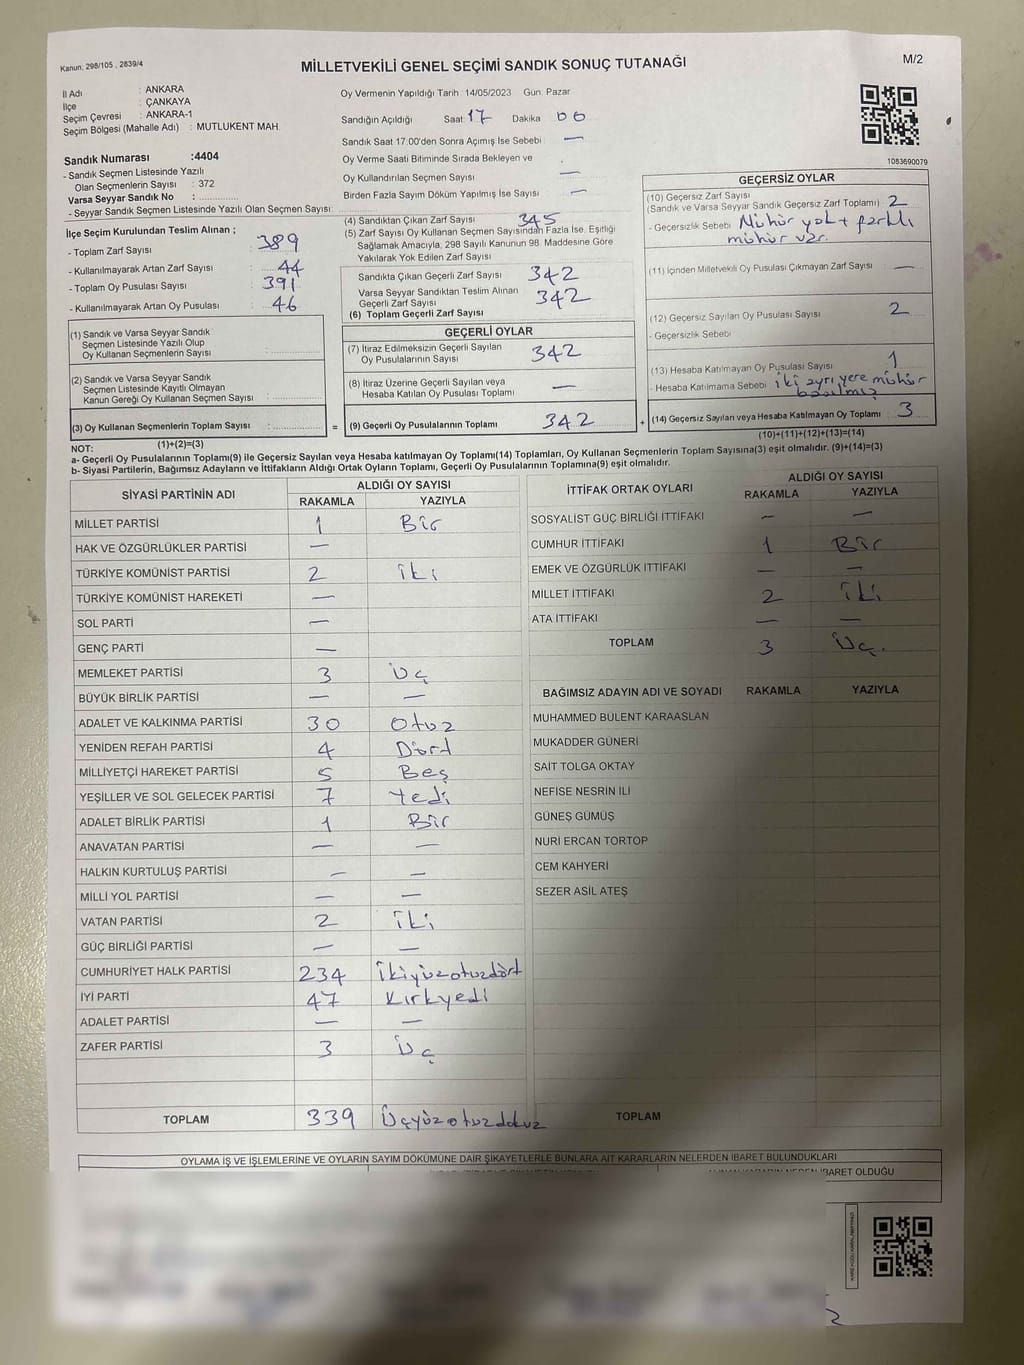 Kanun. 298/105 , 2839/4
MİLLETVEKİLİ GENEL SEÇİMİ SANDIK SONUÇ TUTANAĞI
M/2
İl Adı : ANKARA
İlçe : ÇANKAYA
Seçim Çevresi : ANKARA-1
Seçim Bölgesi (Mahalle Adı) : MUTLUKENT MAH.
Sandık Numarası :4404
- Sandık Seçmen Listesinde Yazılı
Olan Seçmenlerin Sayısı : 372
Varsa Seyyar Sandık No :
- Seyyar Sandık Seçmen Listesinde Yazılı Olan Seçmen Sayısı:
İlçe Seçim Kurulundan Teslim Alınan ;
- Toplam Zarf Sayısı : 389
- Kullanılmayarak Artan Zarf Sayısı : 44
- Toplam Oy Pusulası Sayısı : 391
- Kullanılmayarak Artan Oy Pusulası : 46
(1) Sandık ve Varsa Seyyar Sandık
Seçmen Listesinde Yazılı Olup
Oy Kullanan Seçmenlerin Sayısı :
(2) Sandık ve Varsa Seyyar Sandık
Seçmen Listesinde Kayıtlı Olmayan
Kanun Gereği Oy Kullanan Seçmen Sayısı :
(3) Oy Kullanan Seçmenlerin Toplam Sayısı :
(1)+(2)=(3)
Oy Vermenin Yapıldığı Tarih 14/05/2023 Gün: Pazar
Sandığın Açıldığı Saat 17 Dakika 06
Sandık Saat 17:00'den Sonra Açımış İse Sebebi : —
Oy Verme Saati Bitiminde Sırada Bekleyen ve
Oy Kullandırılan Seçmen Sayısı —
Birden Fazla Sayım Döküm Yapılmış İse Sayısı —
(4) Sandıktan Çıkan Zarf Sayısı 345
(5) Zarf Sayısı Oy Kullanan Seçmen Sayısından Fazla İse, Eşitliği
Sağlamak Amacıyla, 298 Sayılı Kanunun 98. Maddesine Göre
Yakılarak Yok Edilen Zarf Sayısı
Sandıkta Çıkan Geçerli Zarf Sayısı 342
Varsa Seyyar Sandıktan Teslim Alınan
Geçerli Zarf Sayısı
(6) Toplam Geçerli Zarf Sayısı 342
GEÇERLİ OYLAR
(7) İtiraz Edilmeksizin Geçerli Sayılan
Oy Pusulalarının Sayısı 342
(8) İtiraz Üzerine Geçerli Sayılan veya
Hesaba Katılan Oy Pusulası Toplamı —
= (9) Geçerli Oy Pusulalarının Toplamı 342 +
1083690079
GEÇERSİZ OYLAR
(10) Geçersiz Zarf Sayısı
(Sandık ve Varsa Seyyar Sandık Geçersiz Zarf Toplamı) 2
- Geçersizlik Sebebi Mühür yok + farklı
mühür var.
(11) İçinden Milletvekili Oy Pusulası Çıkmayan Zarf Sayısı —
(12) Geçersiz Sayılan Oy Pusulası Sayısı 2
- Geçersizlik Sebebi
(13) Hesaba Katılmayan Oy Pusulası Sayısı 1
- Hesaba Katılmama Sebebi iki ayrı yere mühür
basılmış
(14) Geçersiz Sayılan veya Hesaba Katılmayan Oy Toplamı 3
(10)+(11)+(12)+(13)=(14)
NOT:
a- Geçerli Oy Pusulalarının Toplamı(9) ile Geçersiz Sayılan veya Hesaba katılmayan Oy Toplamı(14) Toplamları, Oy Kullanan Seçmenlerin Toplam Sayısına(3) eşit olmalıdır. (9)+(14)=(3)
b- Siyasi Partilerin, Bağımsız Adayların ve İttifakların Aldığı Ortak Oyların Toplamı, Geçerli Oy Pusulalarının Toplamına(9) eşit olmalıdır.
SİYASİ PARTİNİN ADI ALDIĞI OY SAYISI
RAKAMLA YAZIYLA
MİLLET PARTİSİ 1 Bir
HAK VE ÖZGÜRLÜKLER PARTİSİ —
TÜRKİYE KOMÜNİST PARTİSİ 2 iki
TÜRKİYE KOMÜNİST HAREKETİ —
SOL PARTİ —
GENÇ PARTİ —
MEMLEKET PARTİSİ 3 Üç
BÜYÜK BİRLİK PARTİSİ — —
ADALET VE KALKINMA PARTİSİ 30 Otuz
YENİDEN REFAH PARTİSİ 4 Dört
MİLLİYETÇİ HAREKET PARTİSİ 5 Beş
YEŞİLLER VE SOL GELECEK PARTİSİ 7 Yedi
ADALET BİRLİK PARTİSİ 1 Bir
ANAVATAN PARTİSİ — —
HALKIN KURTULUŞ PARTİSİ — —
MİLLİ YOL PARTİSİ — —
VATAN PARTİSİ 2 iki
GÜÇ BİRLİĞİ PARTİSİ — —
CUMHURİYET HALK PARTİSİ 234 ikiyüzotuzdört
İYİ PARTİ 47 Kırkyedi
ADALET PARTİSİ — —
ZAFER PARTİSİ 3 Üç
TOPLAM 339 Üçyüzotuzdokuz
İTTİFAK ORTAK OYLARI ALDIĞI OY SAYISI
RAKAMLA YAZIYLA
SOSYALİST GÜÇ BİRLİĞİ İTTİFAKI — —
CUMHUR İTTİFAKI 1 Bir
EMEK VE ÖZGÜRLÜK İTTİFAKI — —
MİLLET İTTİFAKI 2 iki
ATA İTTİFAKI — —
TOPLAM 3 Üç.
BAĞIMSIZ ADAYIN ADI VE SOYADI RAKAMLA YAZIYLA
MUHAMMED BÜLENT KARAASLAN
MUKADDER GÜNERİ
SAİT TOLGA OKTAY
NEFİSE NESRİN İLİ
GÜNEŞ GÜMÜŞ
NURİ ERCAN TORTOP
CEM KAHYERİ
SEZER ASİL ATEŞ
TOPLAM
OYLAMA İŞ VE İŞLEMLERİNE VE OYLARIN SAYIM DÖKÜMÜNE DAİR ŞİKAYETLERLE BUNLARA AİT KARARLARIN NELERDEN İBARET BULUNDUKLARI
İBARET OLDUĞU